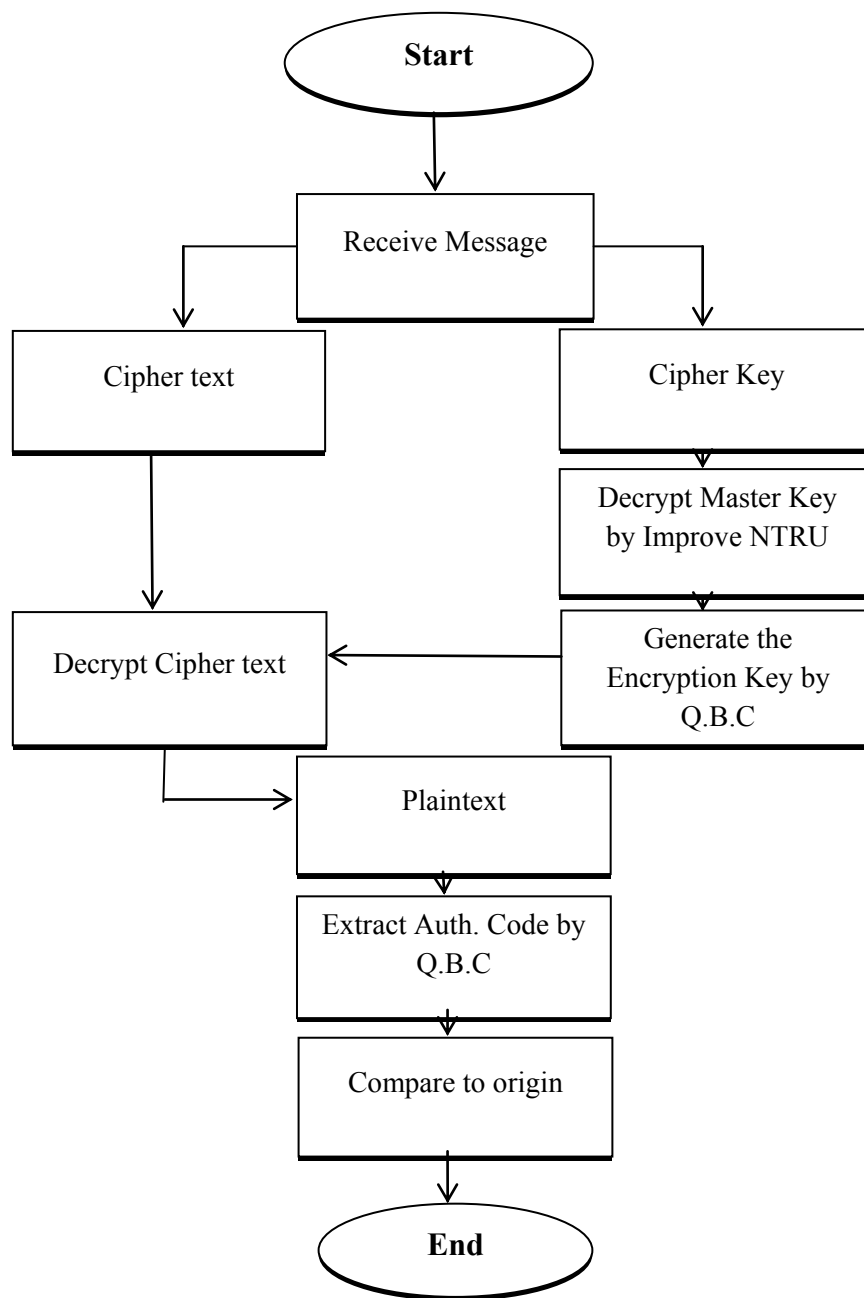 Start
Receive Message
Cipher text
Cipher Key
Decrypt Master Key
by Improve NTRU
Decrypt Cipher text
Generate the
Encryption Key by
Q.B.C
Plaintext
Extract Auth. Code by
Q.B.C
Compare to origin
End